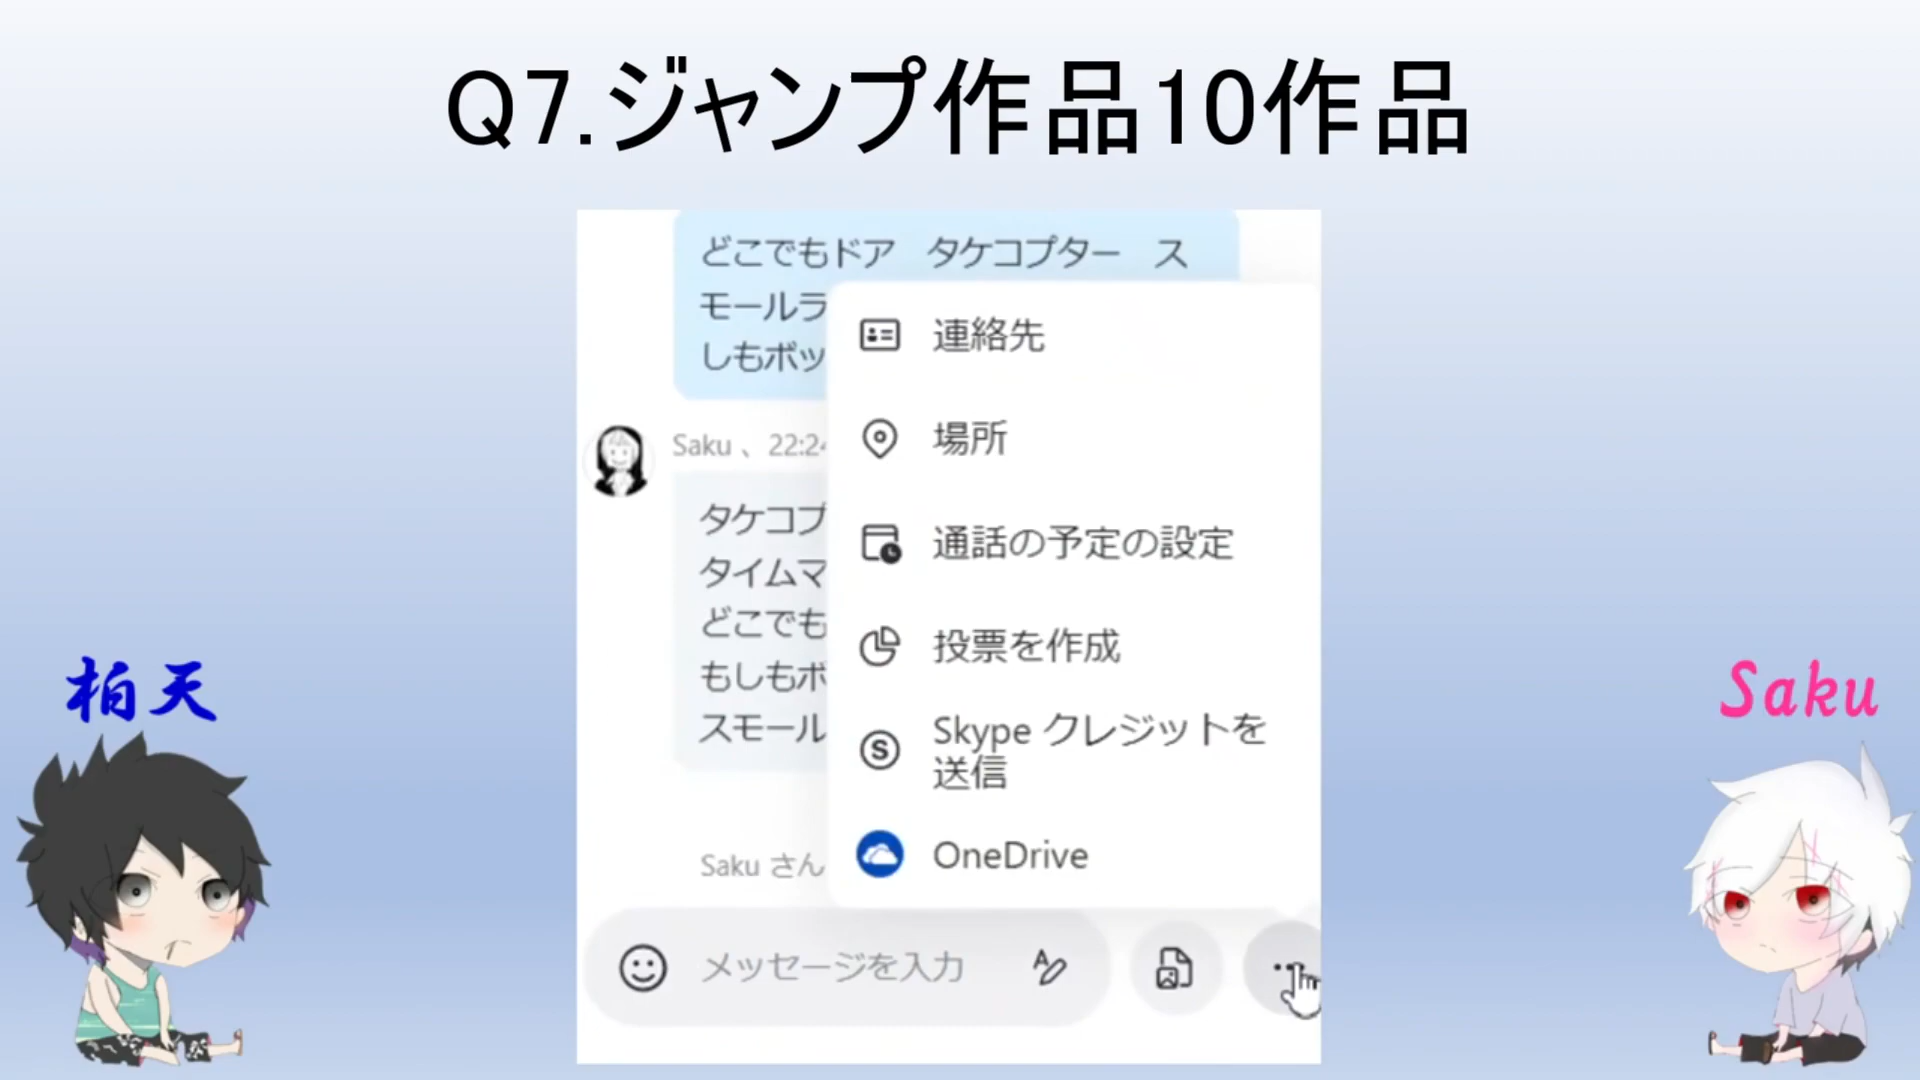 Q7.ジャンプ作品10作品
どこでもドア　タケコプター　ス
モールラ
しもボッ
連絡先
場所
Saku 、22:24
タケコプ
タイムマ
どこでも
もしもボ
スモール
通話の予定の設定
投票を作成
Skype クレジットを
送信
OneDrive
Saku さん
メッセージを入力
柏天
Saku